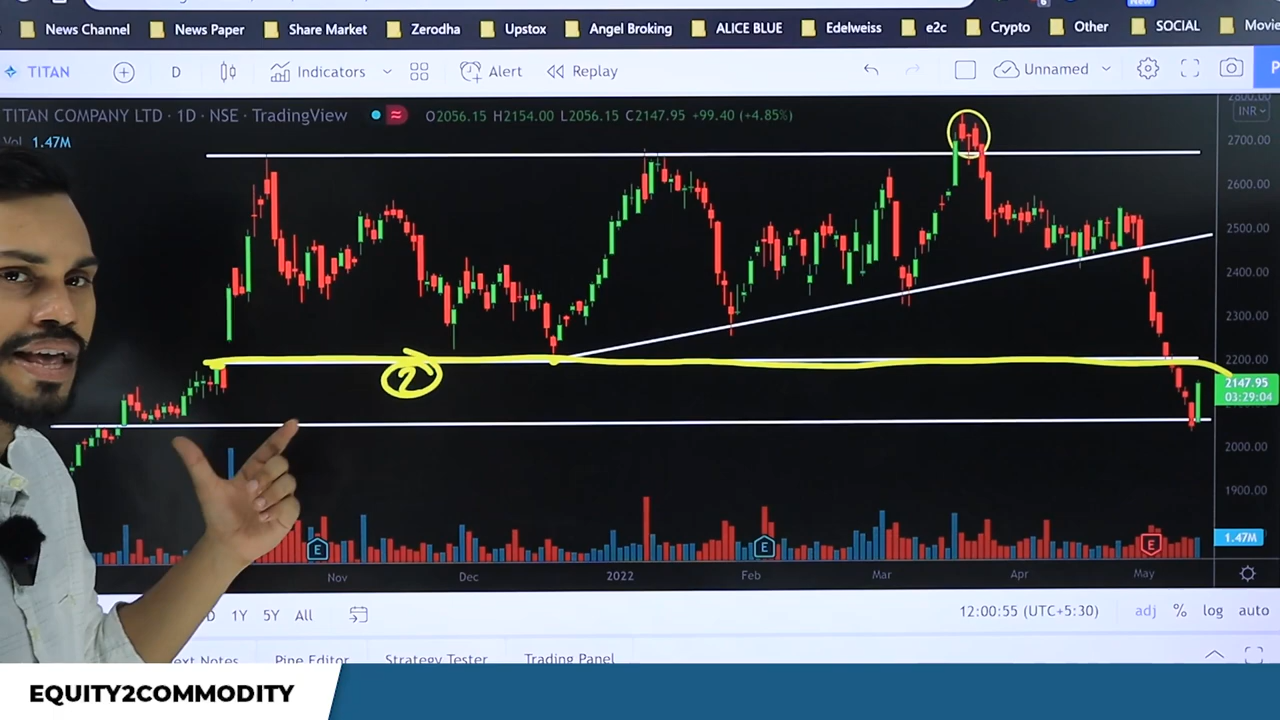 News Channel News Paper Share Market Zerodha Upstox Angel Broking ALICE BLUE Edelweiss e2c Crypto Other SOCIAL Movie
TITAN D Indicators Alert Replay Unnamed
TITAN COMPANY LTD · 1D · NSE · TradingView O2056.15 H2154.00 L2056.15 C2147.95 +99.40 (+4.85%)
Vol 1.47M
INR
2700.00
2600.00
2500.00
2400.00
2300.00
2200.00
2
2147.95
03:29:04
2000.00
1900.00
1.47M
E E E
Nov Dec 2022 Feb Mar Apr May
1Y 5Y All 12:00:55 (UTC+5:30) adj % log auto
Pine Editor Strategy Tester Trading Panel
EQUITY2COMMODITY